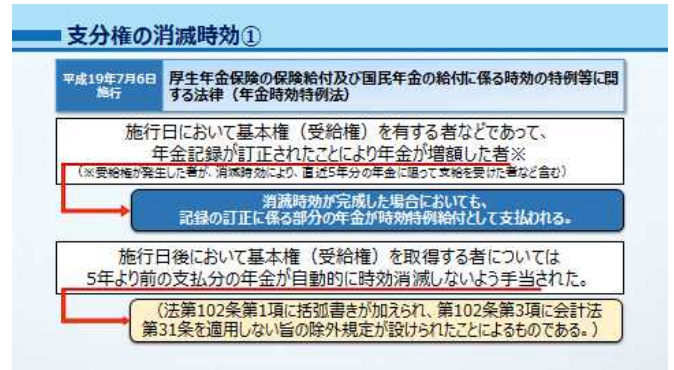 支分権の消滅時効①
平成19年7月6日
施行
厚生年金保険の保険給付及び国民年金の給付に係る時効の特例等に関
する法律（年金時効特例法）
施行日において基本権（受給権）を有する者などであって、
年金記録が訂正されたことにより年金が増額した者※
（※受給権が発生した者が、消滅時効により、直近5年分の年金に限って支給を受けた者など含む）
消滅時効が完成した場合においても、
記録の訂正に係る部分の年金が時効特例給付として支払われる。
施行日後において基本権（受給権）を取得する者については
5年より前の支払分の年金が自動的に時効消滅しないよう手当された。
（法第102条第1項に括弧書きが加えられ、第102条第3項に会計法
第31条を適用しない旨の除外規定が設けられたことによるものである。）